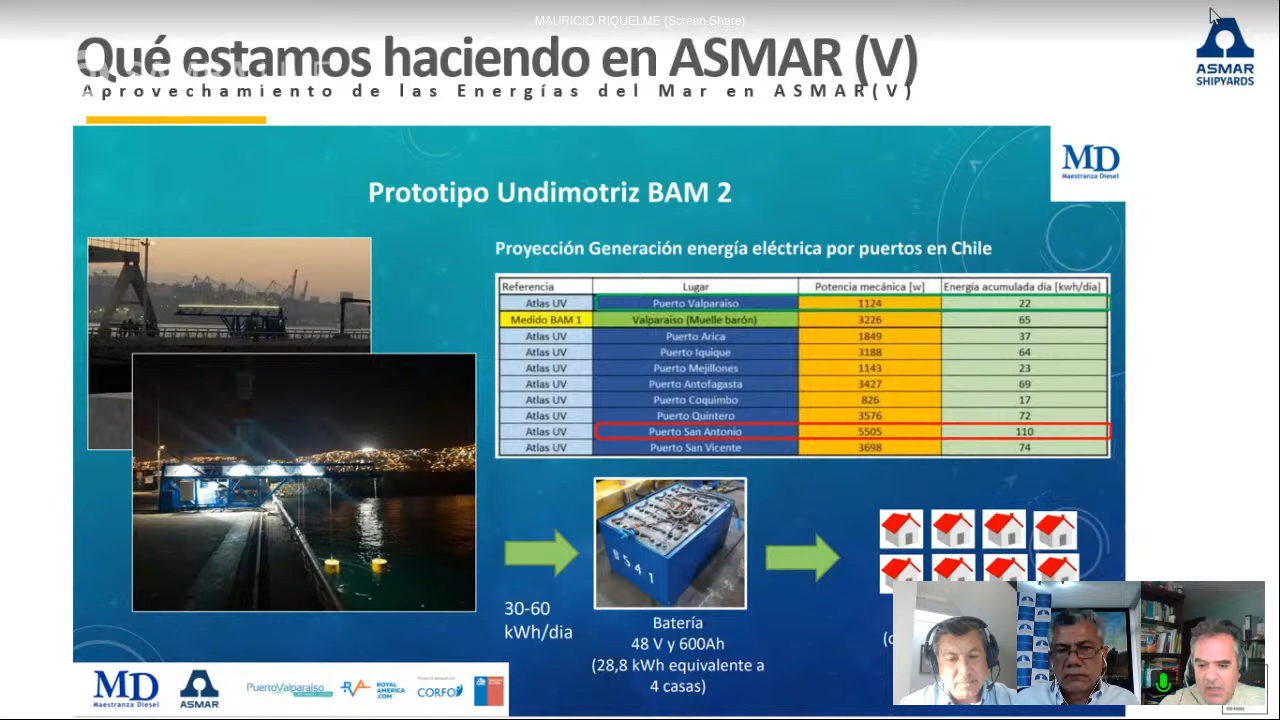 MAURICIO RIQUELME (Screen Share)
Qué estamos haciendo en ASMAR (V)
Aprovechamiento de las Energías del Mar en ASMAR(V)
ASMAR
SHIPYARDS
MD
Maestranza Diesel
Prototipo Undimotriz BAM 2
Proyección Generación energía eléctrica por puertos en Chile
Referencia Lugar Potencia mecánica [w] Energía acumulada día [kwh/dia]
Atlas UV Puerto Valparaiso 1124 22
Medido BAM 1 Valparaiso (Muelle barón) 3226 65
Atlas UV Puerto Arica 1849 37
Atlas UV Puerto Iquique 3188 64
Atlas UV Puerto Mejillones 1143 23
Atlas UV Puerto Antofagasta 3427 69
Atlas UV Puerto Coquimbo 826 17
Atlas UV Puerto Quintero 3576 72
Atlas UV Puerto San Antonio 5505 110
Atlas UV Puerto San Vicente 3698 74
6541
30-60
kWh/dia
Batería
48 V y 600Ah
(28,8 kWh equivalente a
4 casas)
MD
Maestranza Diesel
ASMAR
PuertoValparaiso
ROYAL
AMERICA
.COM
CORFO